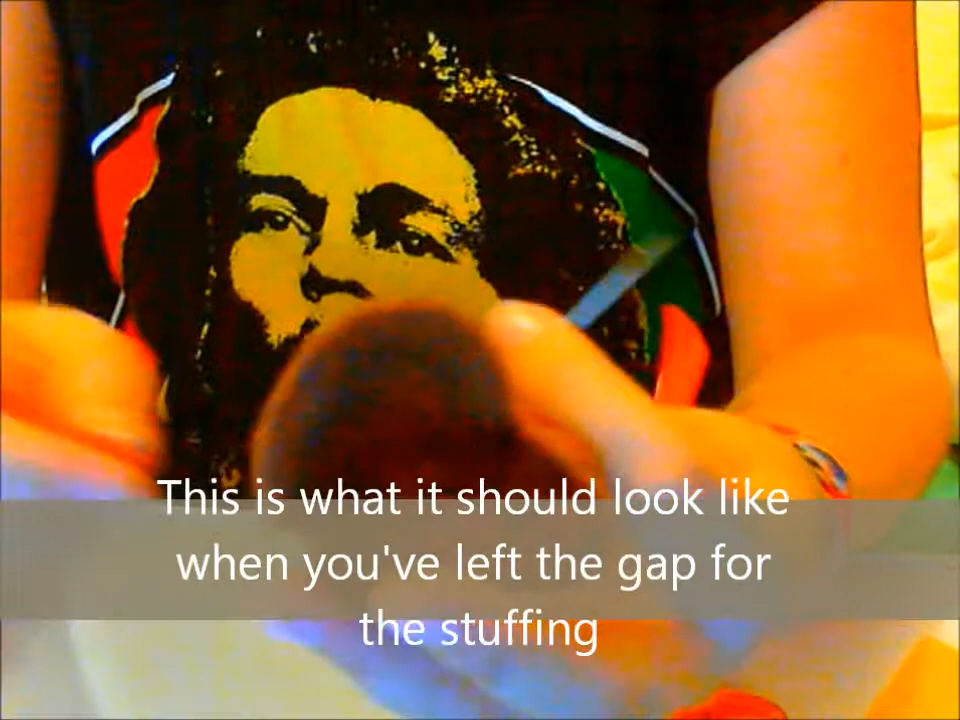 This is what it should look like
when you've left the gap for
the stuffing